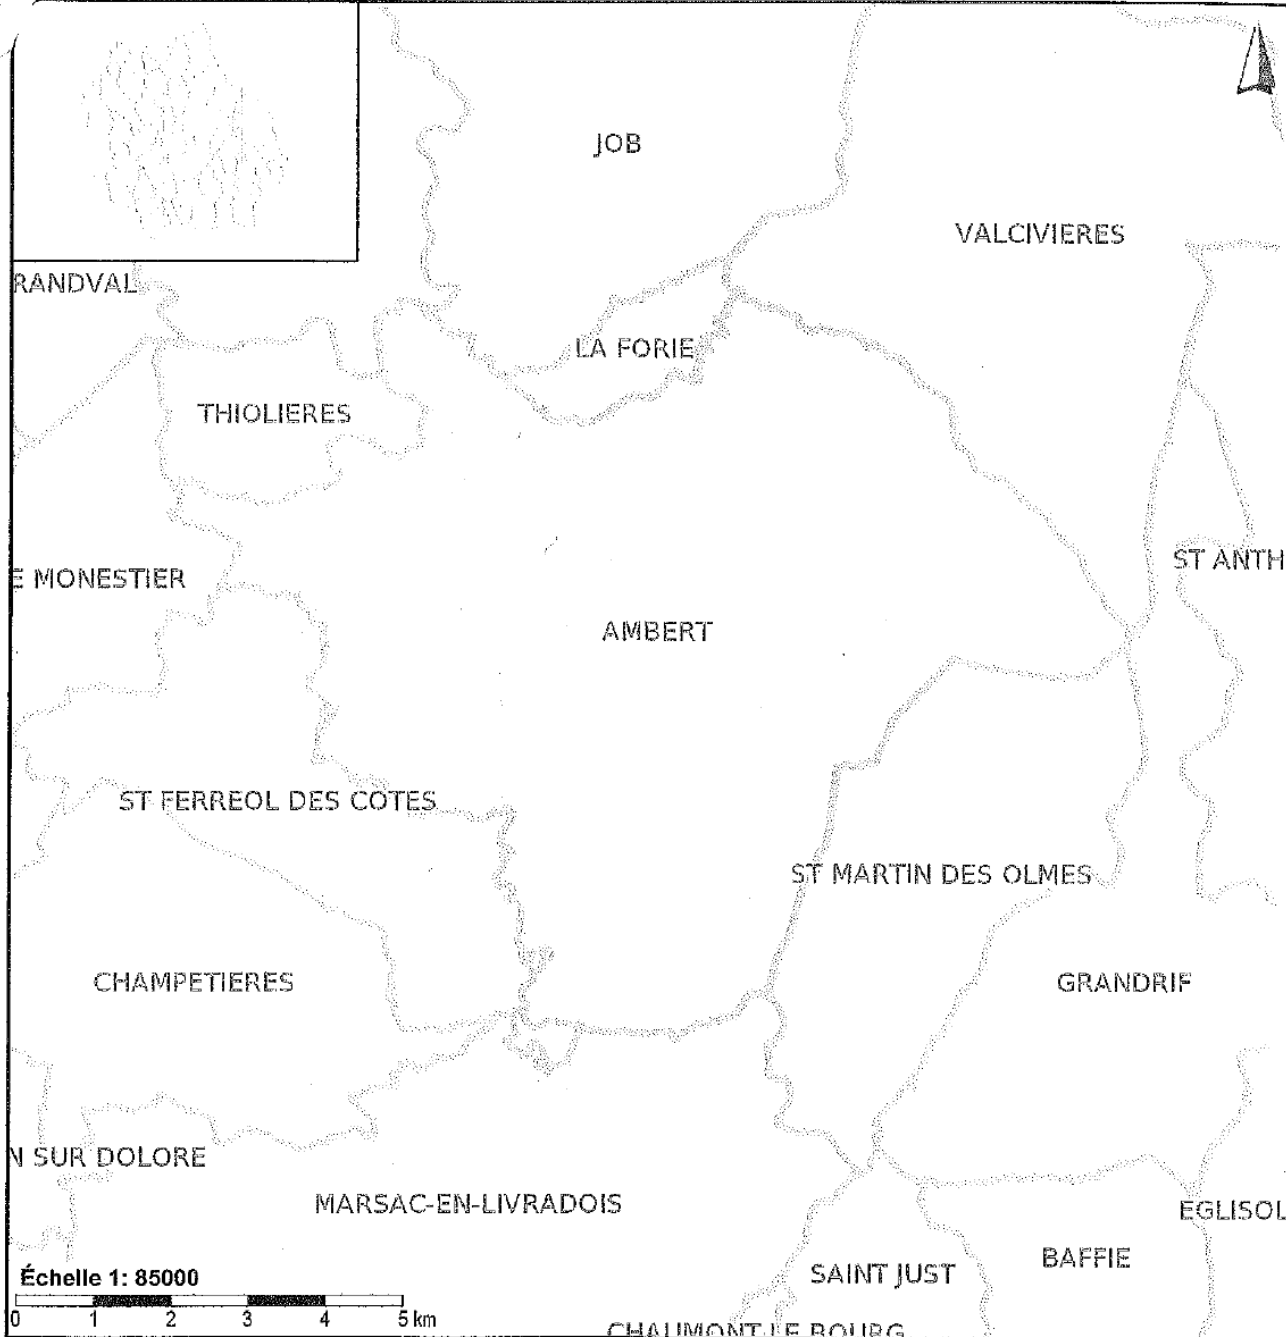 JOB
VALCIVIERES
RANDVAL
LA FORIE
THIOLIERES
ST ANTH
E MONESTIER
AMBERT
ST FERREOL DES COTES
ST MARTIN DES OLMES
CHAMPETIERES
GRANDRIF
N SUR DOLORE
MARSAC-EN-LIVRADOIS
EGLISOL
BAFFIE
SAINT JUST
Échelle 1: 85000
0 1 2 3 4 5 km
CHAUMONT LE BOURG